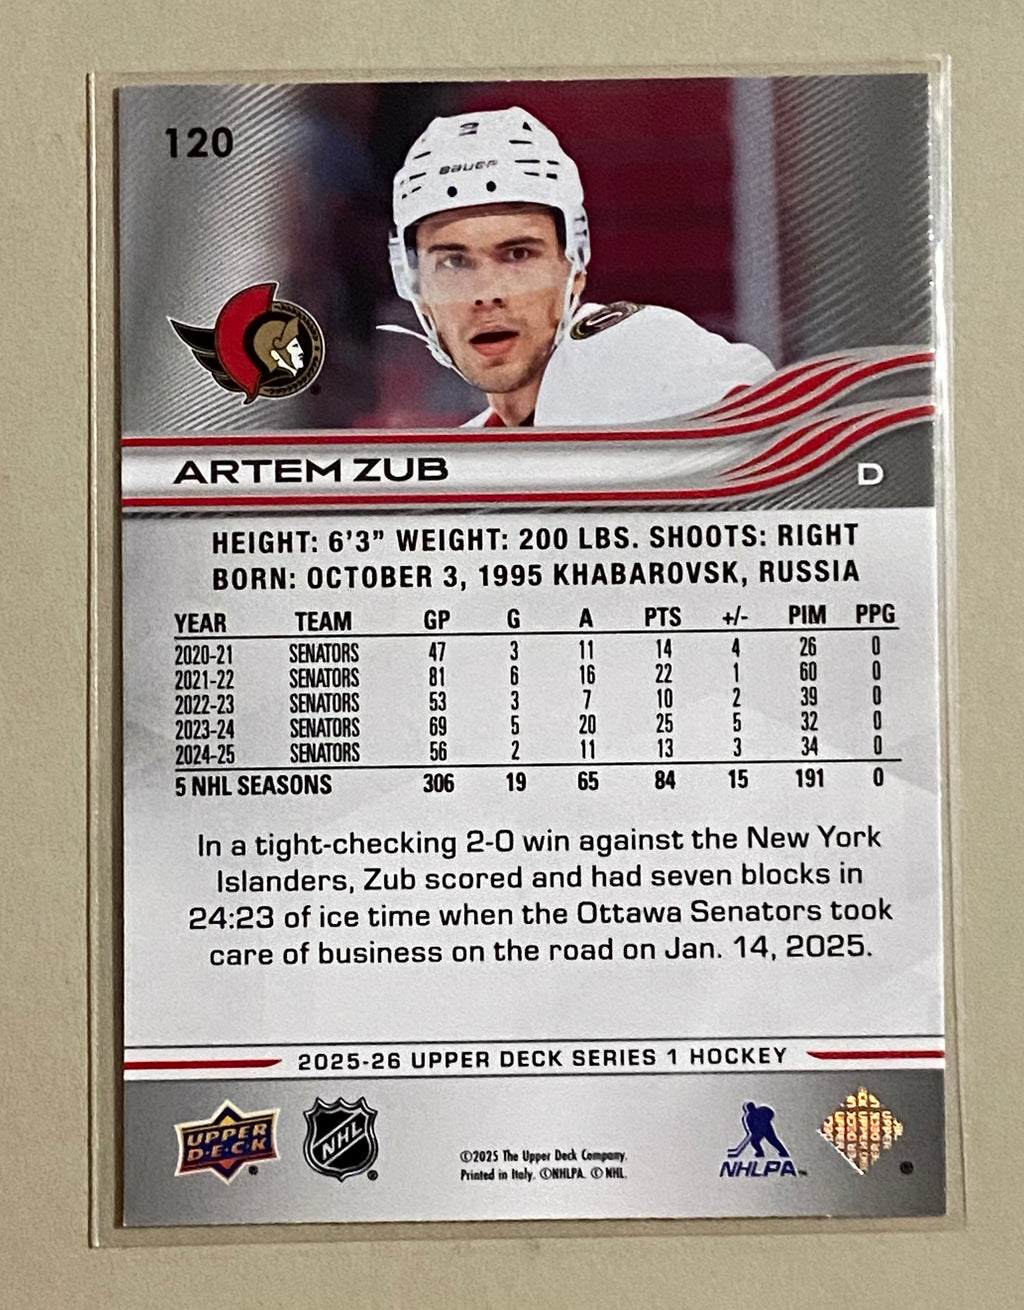 120
2
BAUER
ARTEM ZUB
D
HEIGHT: 6'3" WEIGHT: 200 LBS. SHOOTS: RIGHT
BORN: OCTOBER 3, 1995 KHABAROVSK, RUSSIA
YEAR TEAM GP G A PTS +/- PIM PPG
2020-21 SENATORS 47 3 11 14 4 26 0
2021-22 SENATORS 81 6 16 22 1 60 0
2022-23 SENATORS 53 3 7 10 2 39 0
2023-24 SENATORS 69 5 20 25 5 32 0
2024-25 SENATORS 56 2 11 13 3 34 0
5 NHL SEASONS 306 19 65 84 15 191 0
In a tight-checking 2-0 win against the New York
Islanders, Zub scored and had seven blocks in
24:23 of ice time when the Ottawa Senators took
care of business on the road on Jan. 14, 2025.
2025-26 UPPER DECK SERIES 1 HOCKEY
UPPER
D·E·C·K
®
NHL
®
©2025 The Upper Deck Company.
Printed in Italy. ©NHLPA. © NHL.
NHLPA™